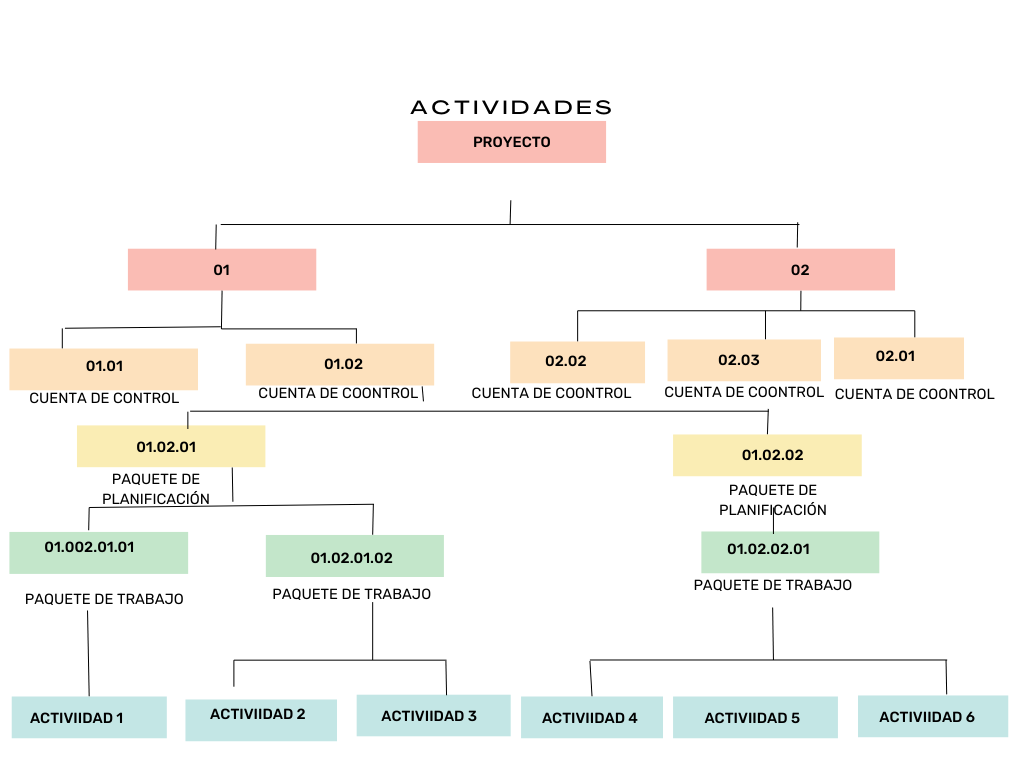 ACTIVIDADES
PROYECTO
01
02
01.01
CUENTA DE CONTROL
01.02
CUENTA DE COONTROL
02.02
CUENTA DE COONTROL
02.03
CUENTA DE COONTROL
02.01
CUENTA DE COONTROL
01.02.01
PAQUETE DE
PLANIFICACIÓN
01.02.02
PAQUETE DE
PLANIFICACIÓN
01.002.01.01
PAQUETE DE TRABAJO
01.02.01.02
PAQUETE DE TRABAJO
01.02.02.01
PAQUETE DE TRABAJO
ACTIVIIDAD 1
ACTIVIIDAD 2
ACTIVIIDAD 3
ACTIVIIDAD 4
ACTIVIIDAD 5
ACTIVIIDAD 6